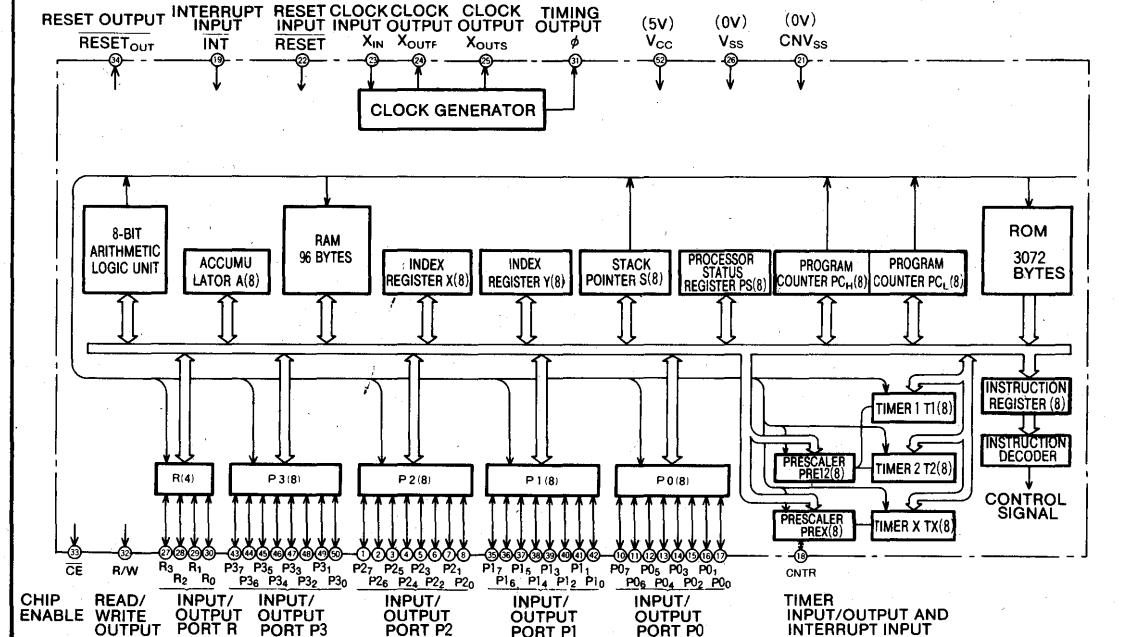 RESET OUTPUT
RESET OUT
34
INTERRUPT
INPUT
INT
19
RESET
INPUT
RESET
22
CLOCK
INPUT
XIN
23
CLOCK
OUTPUT
XOUTF
24
CLOCK
OUTPUT
XOUTS
25
TIMING
OUTPUT
φ
31
(5V)
VCC
52
(0V)
VSS
26
(0V)
CNVSS
21
CLOCK GENERATOR
8-BIT
ARITHMETIC
LOGIC UNIT
ACCUMU
LATOR A(8)
RAM
96 BYTES
INDEX
REGISTER X(8)
INDEX
REGISTER Y(8)
STACK
POINTER S(8)
PROCESSOR
STATUS
REGISTER PS(8)
PROGRAM
COUNTER PCH(8)
PROGRAM
COUNTER PCL(8)
ROM
3072
BYTES
TIMER 1 T1(8)
INSTRUCTION
REGISTER (8)
PRESCALER
PRE12(8)
TIMER 2 T2(8)
INSTRUCTION
DECODER
CONTROL
SIGNAL
PRESCALER
PREX(8)
TIMER X TX(8)
R(4)
P3(8)
P2(8)
P1(8)
P0(8)
33
CE
CHIP
ENABLE
32
R/W
READ/
WRITE
OUTPUT
27 28 29 30
R3 R1
R2 R0
INPUT/
OUTPUT
PORT R
43 44 45 46 47 48 49 50
P37 P35 P33 P31
P36 P34 P32 P30
INPUT/
OUTPUT
PORT P3
1 2 3 4 5 6 7 8
P27 P25 P23 P21
P26 P24 P22 P20
INPUT/
OUTPUT
PORT P2
35 36 37 38 39 40 41 42
P17 P15 P13 P11
P16 P14 P12 P10
INPUT/
OUTPUT
PORT P1
10 11 12 13 14 15 16 17
P07 P05 P03 P01
P06 P04 P02 P00
INPUT/
OUTPUT
PORT P0
18
CNTR
TIMER
INPUT/OUTPUT AND
INTERRUPT INPUT